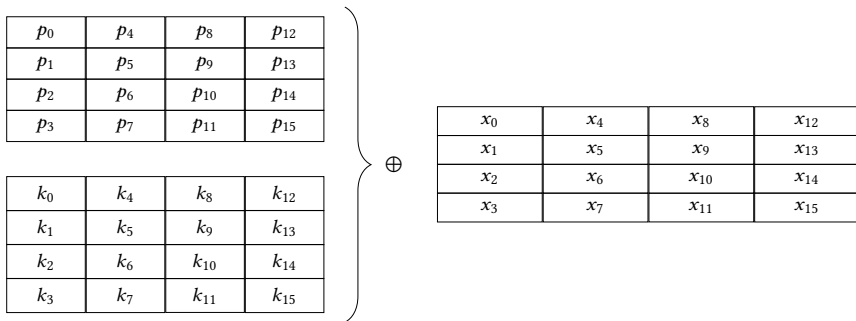 p₀ p₄ p₈ p₁₂
p₁ p₅ p₉ p₁₃
p₂ p₆ p₁₀ p₁₄
p₃ p₇ p₁₁ p₁₅
k₀ k₄ k₈ k₁₂
k₁ k₅ k₉ k₁₃
k₂ k₆ k₁₀ k₁₄
k₃ k₇ k₁₁ k₁₅
⊕
x₀ x₄ x₈ x₁₂
x₁ x₅ x₉ x₁₃
x₂ x₆ x₁₀ x₁₄
x₃ x₇ x₁₁ x₁₅